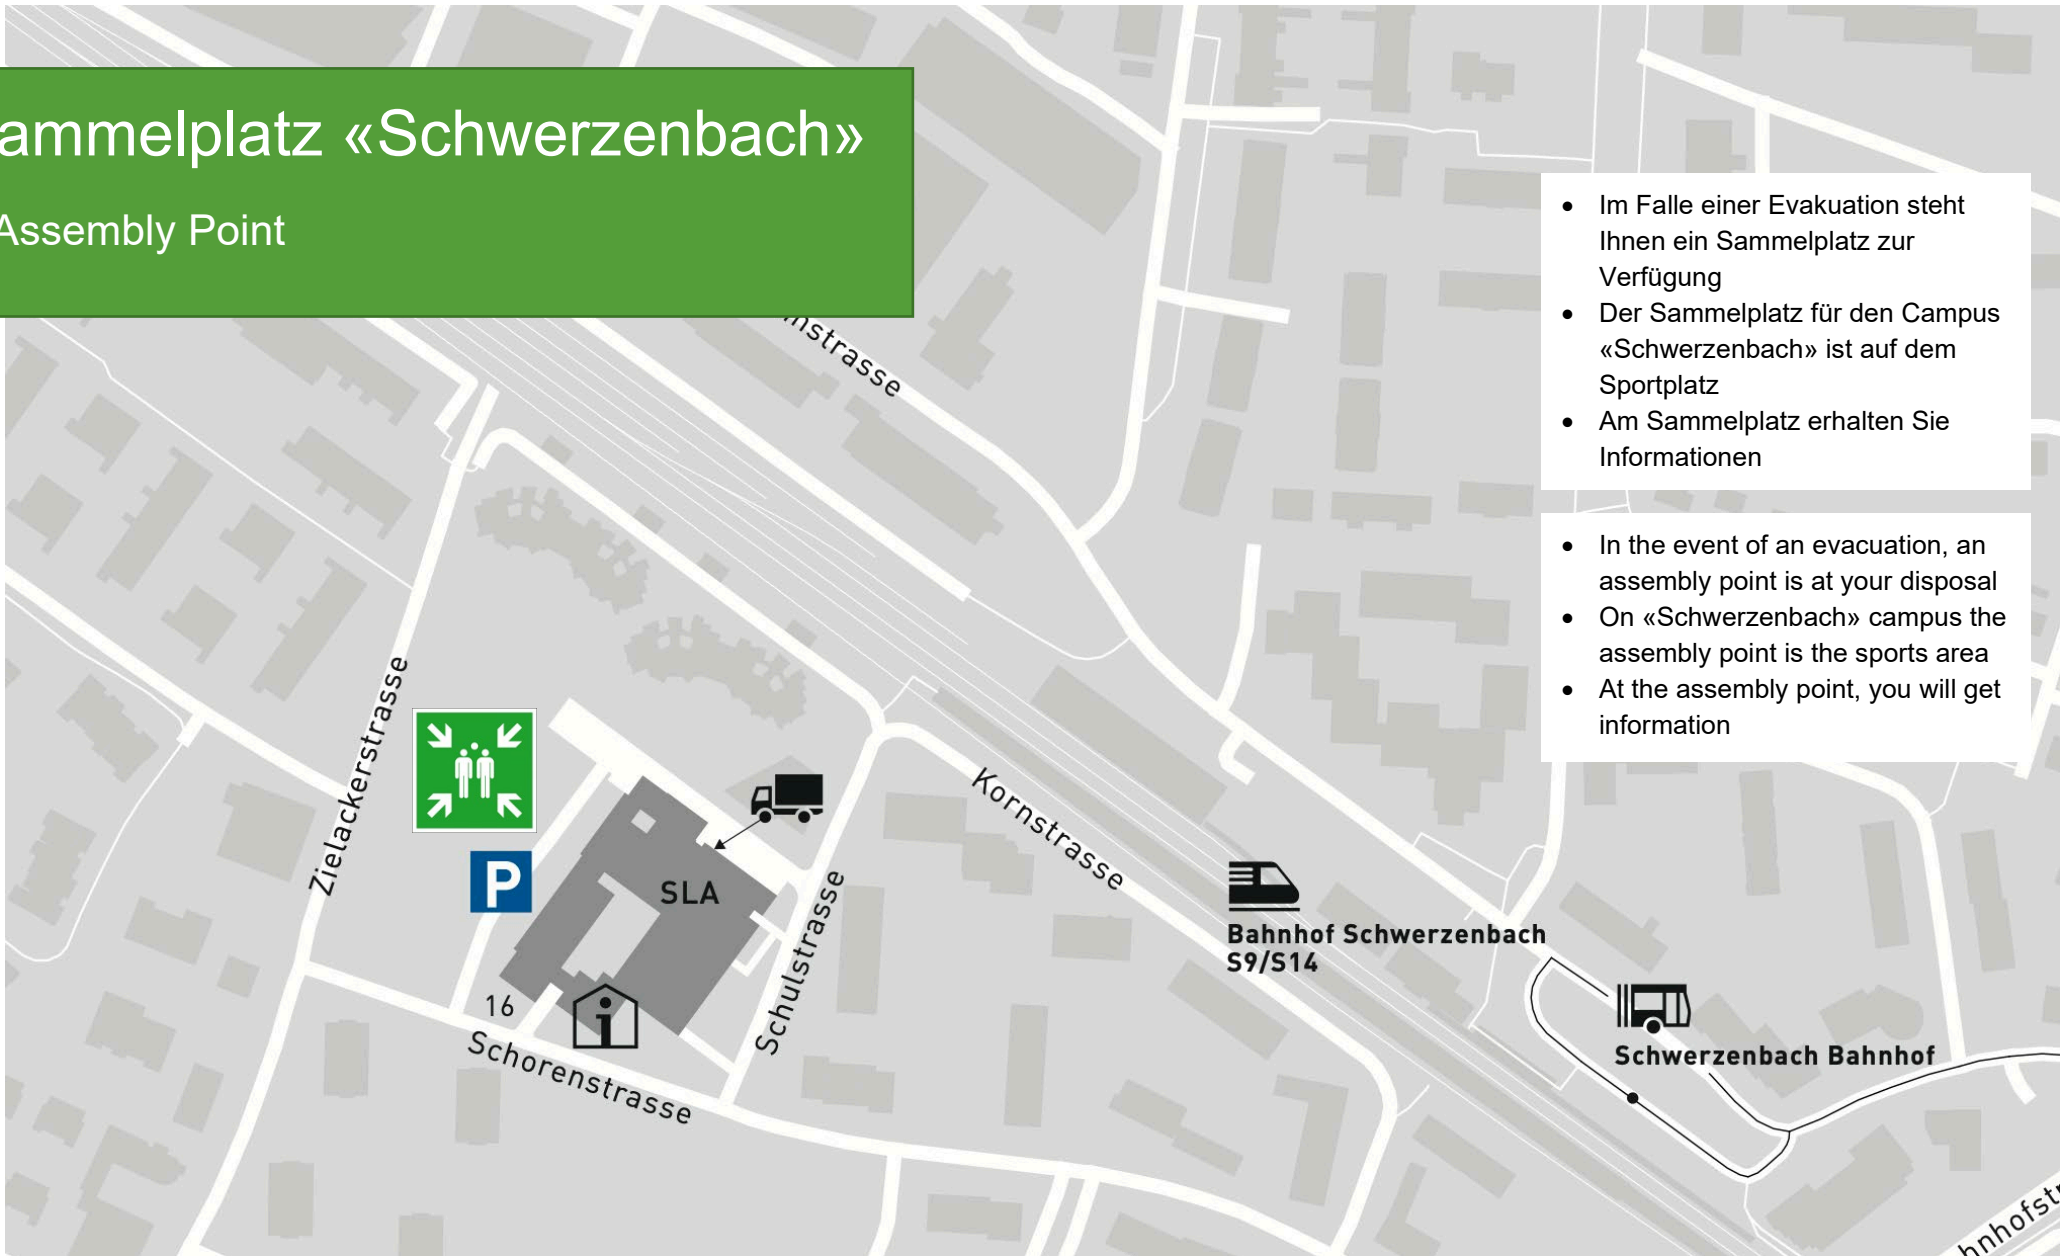 ammelplatz «Schwerzenbach»
Assembly Point
• Im Falle einer Evakuation steht
Ihnen ein Sammelplatz zur
Verfügung
• Der Sammelplatz für den Campus
«Schwerzenbach» ist auf dem
Sportplatz
• Am Sammelplatz erhalten Sie
Informationen
• In the event of an evacuation, an
assembly point is at your disposal
• On «Schwerzenbach» campus the
assembly point is the sports area
• At the assembly point, you will get
information
nstrasse
Zielackerstrasse
P
SLA
16
Schorenstrasse
Schulstrasse
Kornstrasse
Bahnhof Schwerzenbach
S9/S14
Schwerzenbach Bahnhof
hnhofstr